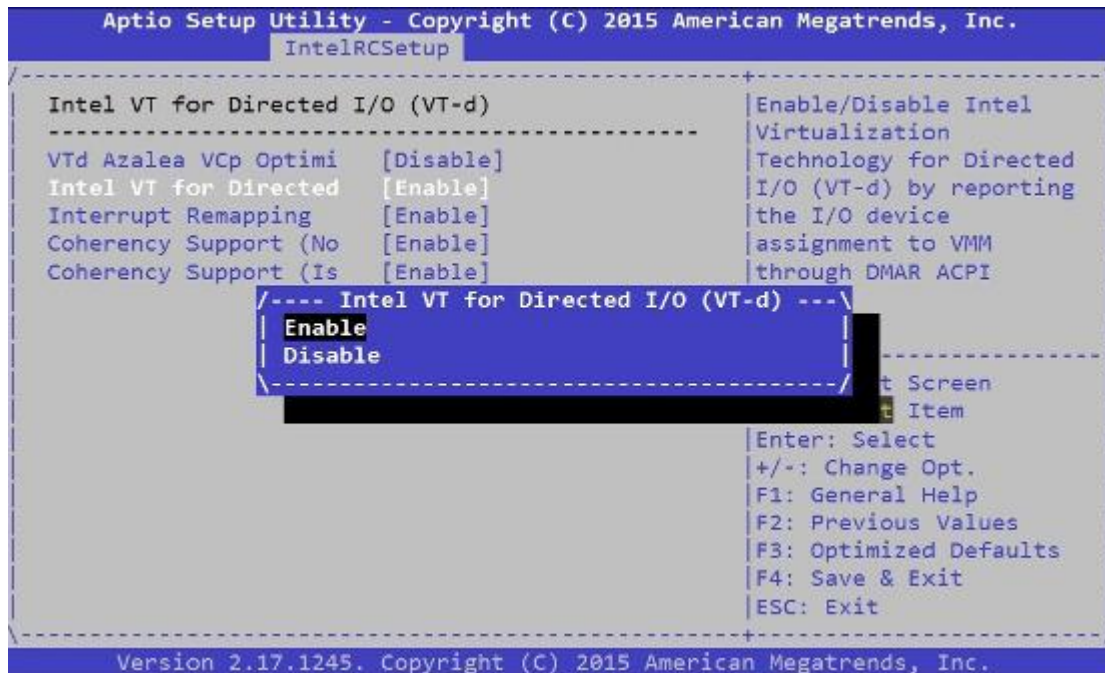 Aptio Setup Utility - Copyright (C) 2015 American Megatrends, Inc.
IntelRCSetup
Intel VT for Directed I/O (VT-d)
VTd Azalea VCp Optimi [Disable]
Intel VT for Directed [Enable]
Interrupt Remapping [Enable]
Coherency Support (No [Enable]
Coherency Support (Is [Enable]
Enable/Disable Intel
Virtualization
Technology for Directed
I/O (VT-d) by reporting
the I/O device
assignment to VMM
through DMAR ACPI
Intel VT for Directed I/O (VT-d)
Enable
Disable
t Screen
t Item
Enter: Select
+/-: Change Opt.
F1: General Help
F2: Previous Values
F3: Optimized Defaults
F4: Save & Exit
ESC: Exit
Version 2.17.1245. Copyright (C) 2015 American Megatrends, Inc.